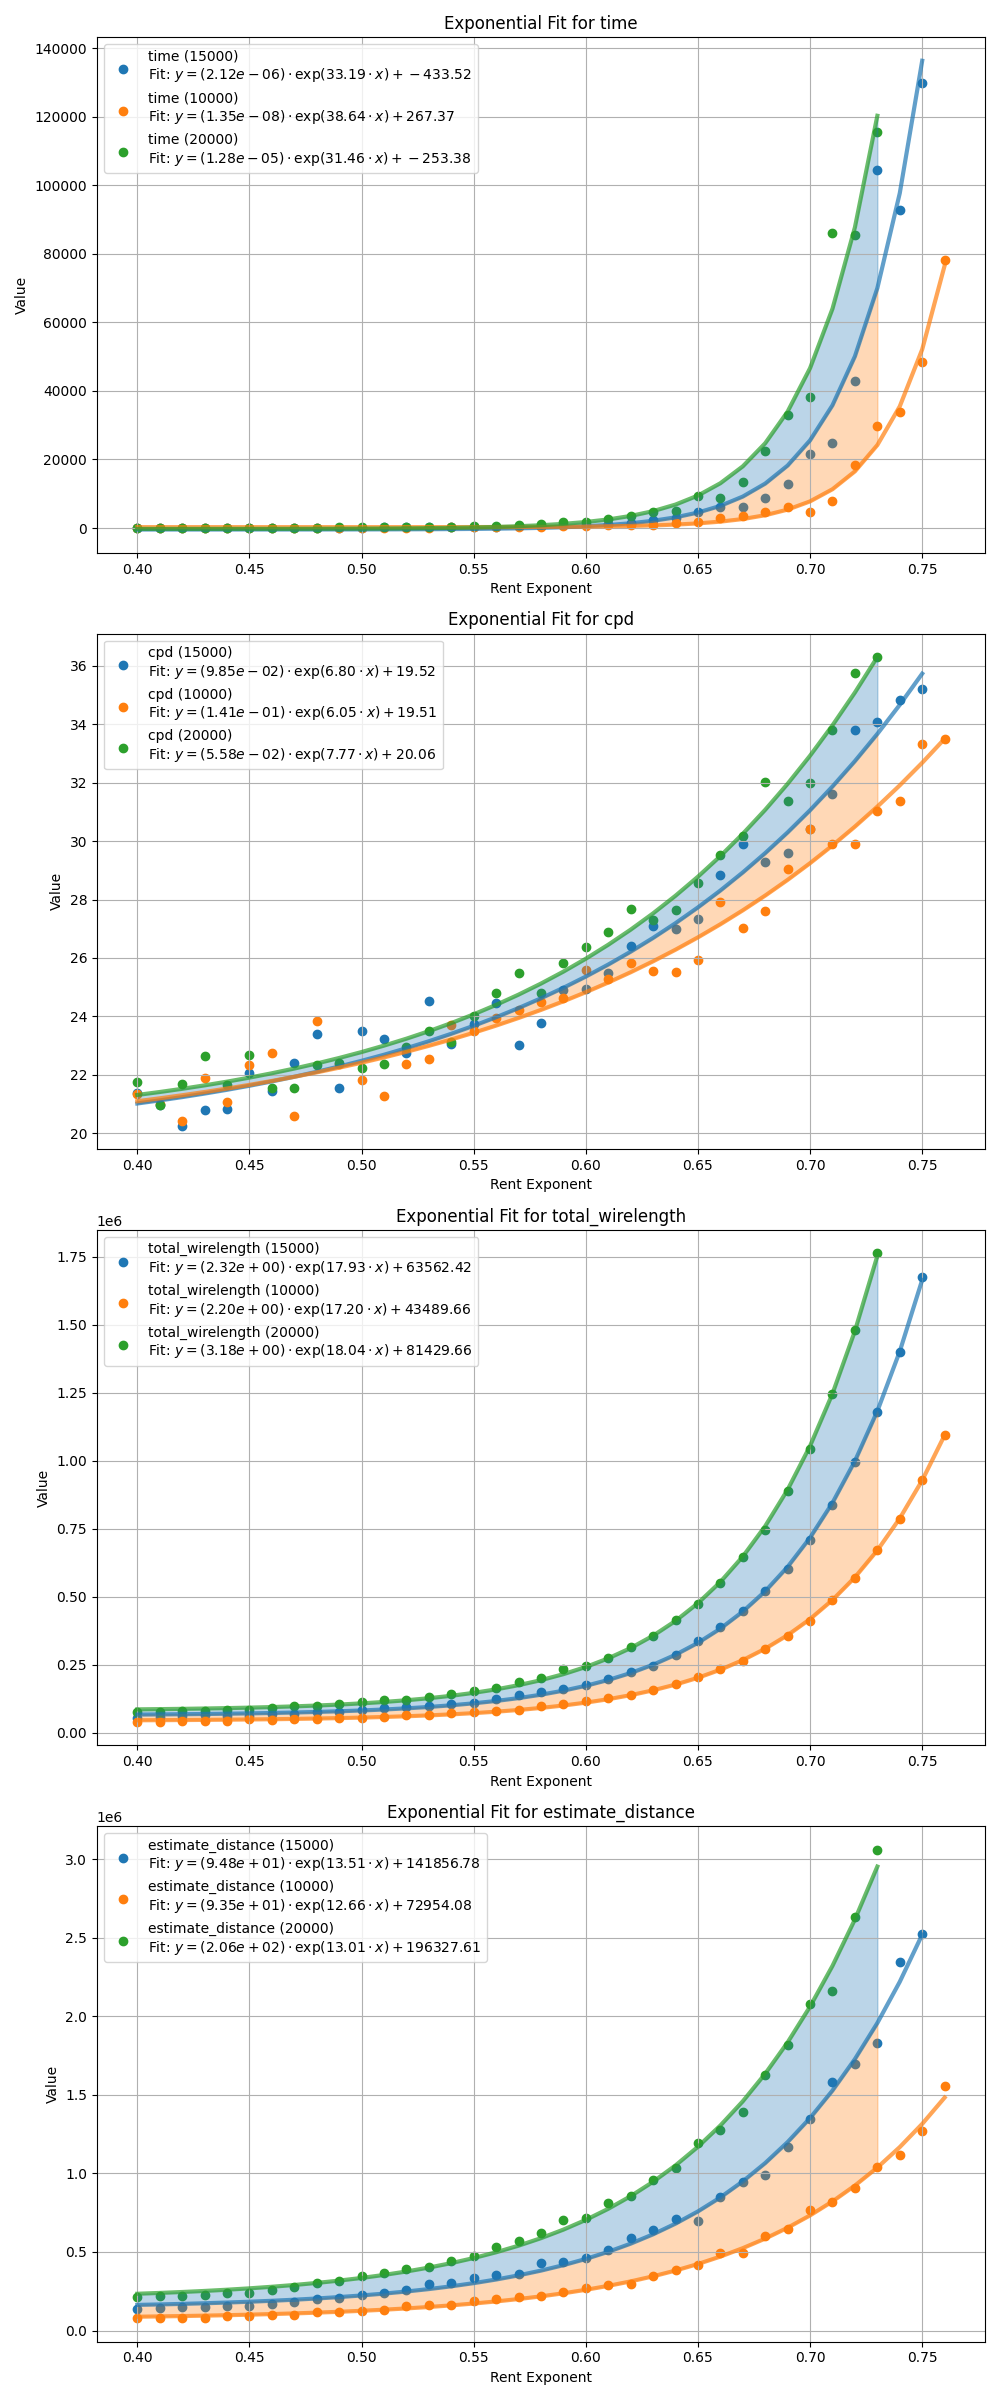 Exponential Fit for time
time (15000)
Fit: y = (2.12e − 06) · exp(33.19 · x) + −433.52
time (10000)
Fit: y = (1.35e − 08) · exp(38.64 · x) + 267.37
time (20000)
Fit: y = (1.28e − 05) · exp(31.46 · x) + −253.38
140000
120000
100000
80000
60000
40000
20000
0
Value
0.40 0.45 0.50 0.55 0.60 0.65 0.70 0.75
Rent Exponent
Exponential Fit for cpd
cpd (15000)
Fit: y = (9.85e − 02) · exp(6.80 · x) + 19.52
cpd (10000)
Fit: y = (1.41e − 01) · exp(6.05 · x) + 19.51
cpd (20000)
Fit: y = (5.58e − 02) · exp(7.77 · x) + 20.06
36
34
32
30
28
26
24
22
20
Value
0.40 0.45 0.50 0.55 0.60 0.65 0.70 0.75
Rent Exponent
Exponential Fit for total_wirelength
1e6
total_wirelength (15000)
Fit: y = (2.32e + 00) · exp(17.93 · x) + 63562.42
total_wirelength (10000)
Fit: y = (2.20e + 00) · exp(17.20 · x) + 43489.66
total_wirelength (20000)
Fit: y = (3.18e + 00) · exp(18.04 · x) + 81429.66
1.75
1.50
1.25
1.00
0.75
0.50
0.25
0.00
Value
0.40 0.45 0.50 0.55 0.60 0.65 0.70 0.75
Rent Exponent
Exponential Fit for estimate_distance
1e6
estimate_distance (15000)
Fit: y = (9.48e + 01) · exp(13.51 · x) + 141856.78
estimate_distance (10000)
Fit: y = (9.35e + 01) · exp(12.66 · x) + 72954.08
estimate_distance (20000)
Fit: y = (2.06e + 02) · exp(13.01 · x) + 196327.61
3.0
2.5
2.0
1.5
1.0
0.5
0.0
Value
0.40 0.45 0.50 0.55 0.60 0.65 0.70 0.75
Rent Exponent